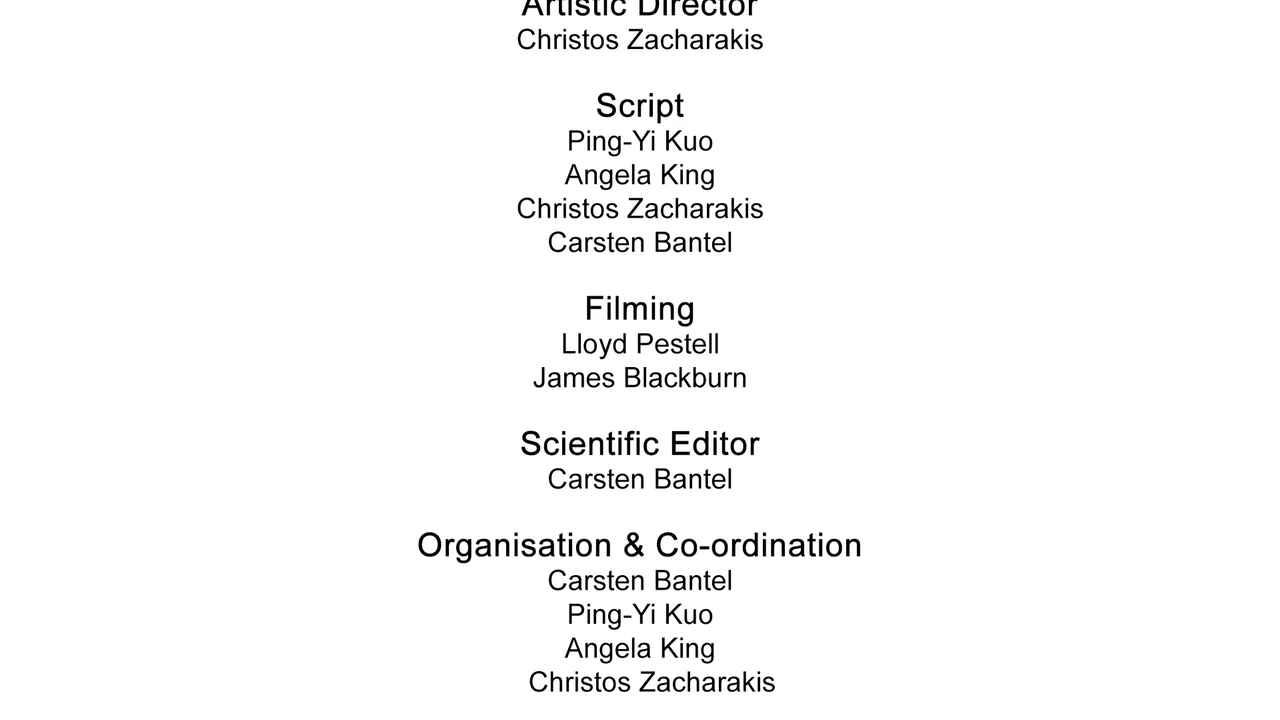 Artistic Director
Christos Zacharakis
Script
Ping-Yi Kuo
Angela King
Christos Zacharakis
Carsten Bantel
Filming
Lloyd Pestell
James Blackburn
Scientific Editor
Carsten Bantel
Organisation & Co-ordination
Carsten Bantel
Ping-Yi Kuo
Angela King
Christos Zacharakis